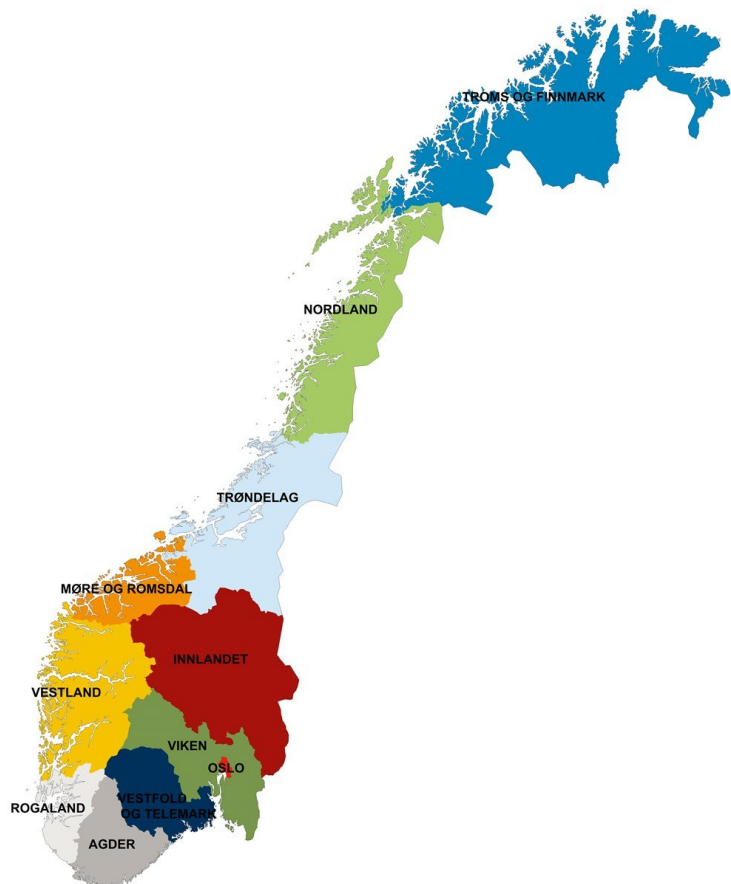 TROMS OG FINNMARK
NORDLAND
TRØNDELAG
MØRE OG ROMSDAL
INNLANDET
VESTLAND
VIKEN
OSLO
VESTFOLD
OG TELEMARK
ROGALAND
AGDER